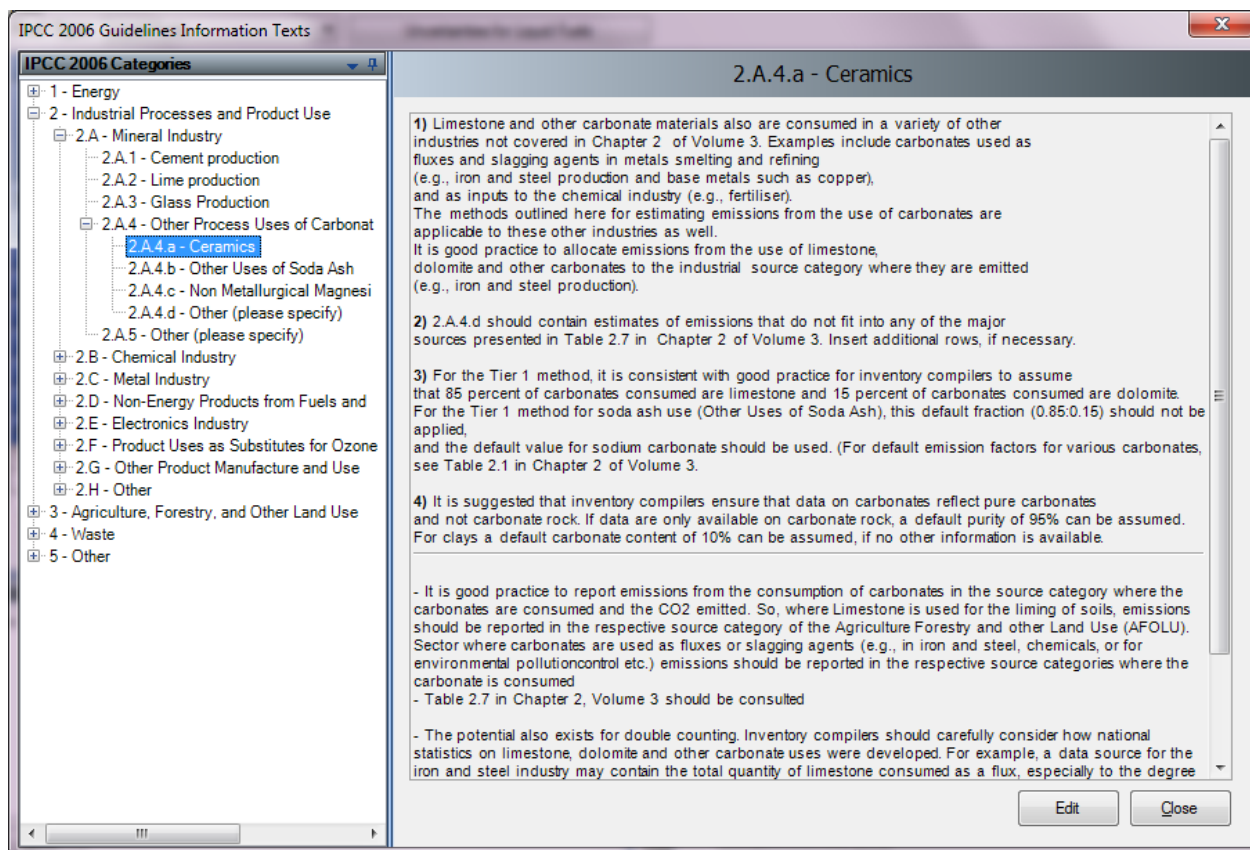 IPCC 2006 Guidelines Information Texts
IPCC 2006 Categories
1 - Energy
2 - Industrial Processes and Product Use
2.A - Mineral Industry
2.A.1 - Cement production
2.A.2 - Lime production
2.A.3 - Glass Production
2.A.4 - Other Process Uses of Carbonat
2.A.4.a - Ceramics
2.A.4.b - Other Uses of Soda Ash
2.A.4.c - Non Metallurgical Magnesi
2.A.4.d - Other (please specify)
2.A.5 - Other (please specify)
2.B - Chemical Industry
2.C - Metal Industry
2.D - Non-Energy Products from Fuels and
2.E - Electronics Industry
2.F - Product Uses as Substitutes for Ozone
2.G - Other Product Manufacture and Use
2.H - Other
3 - Agriculture, Forestry, and Other Land Use
4 - Waste
5 - Other
2.A.4.a - Ceramics
1) Limestone and other carbonate materials also are consumed in a variety of other
industries not covered in Chapter 2 of Volume 3. Examples include carbonates used as
fluxes and slagging agents in metals smelting and refining
(e.g., iron and steel production and base metals such as copper),
and as inputs to the chemical industry (e.g., fertiliser).
The methods outlined here for estimating emissions from the use of carbonates are
applicable to these other industries as well.
It is good practice to allocate emissions from the use of limestone,
dolomite and other carbonates to the industrial source category where they are emitted
(e.g., iron and steel production).
2) 2.A.4.d should contain estimates of emissions that do not fit into any of the major
sources presented in Table 2.7 in Chapter 2 of Volume 3. Insert additional rows, if necessary.
3) For the Tier 1 method, it is consistent with good practice for inventory compilers to assume
that 85 percent of carbonates consumed are limestone and 15 percent of carbonates consumed are dolomite.
For the Tier 1 method for soda ash use (Other Uses of Soda Ash), this default fraction (0.85:0.15) should not be
applied,
and the default value for sodium carbonate should be used. (For default emission factors for various carbonates,
see Table 2.1 in Chapter 2 of Volume 3.
4) It is suggested that inventory compilers ensure that data on carbonates reflect pure carbonates
and not carbonate rock. If data are only available on carbonate rock, a default purity of 95% can be assumed.
For clays a default carbonate content of 10% can be assumed, if no other information is available.
- It is good practice to report emissions from the consumption of carbonates in the source category where the
carbonates are consumed and the CO2 emitted. So, where Limestone is used for the liming of soils, emissions
should be reported in the respective source category of the Agriculture Forestry and other Land Use (AFOLU).
Sector where carbonates are used as fluxes or slagging agents (e.g., in iron and steel, chemicals, or for
environmental pollutioncontrol etc.) emissions should be reported in the respective source categories where the
carbonate is consumed
- Table 2.7 in Chapter 2, Volume 3 should be consulted
- The potential also exists for double counting. Inventory compilers should carefully consider how national
statistics on limestone, dolomite and other carbonate uses were developed. For example, a data source for the
iron and steel industry may contain the total quantity of limestone consumed as a flux, especially to the degree
Edit
Close